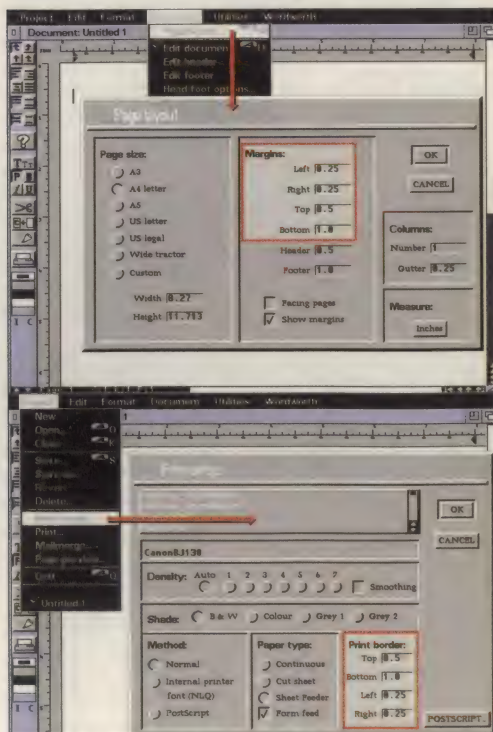 Project Edit Format Utilities Wordworth
Document: Untitled 1
Edit document
Edit header...
Edit footer
Head/foot options...
Page layout
Page size:
A3
A4 letter
A5
US letter
US legal
Wide tractor
Custom
Width 8.27
Height 11.713
Margins:
Left 0.25
Right 0.25
Top 0.5
Bottom 1.0
Header 0.5
Footer 1.0
Facing pages
Show margins
OK
CANCEL
Columns:
Number 1
Gutter 0.25
Measure:
Inches
Edit Format Document Utilities Wordworth
New
Open... O
Close
Save... S
Delete...
Print...
Mailmerge...
Quit
Untitled 1
OK
CANCEL
CanonBJ130
Density: Auto 1 2 3 4 5 6 7 Smoothing
Shade: B & W Colour Grey 1 Grey 2
Method:
Normal
Internal printer
font (NLQ)
PostScript
Paper type:
Continuous
Cut sheet
Sheet Feeder
Form feed
Print border:
Top 0.5
Bottom 1.0
Left 0.25
Right 0.25
POSTSCRIPT...